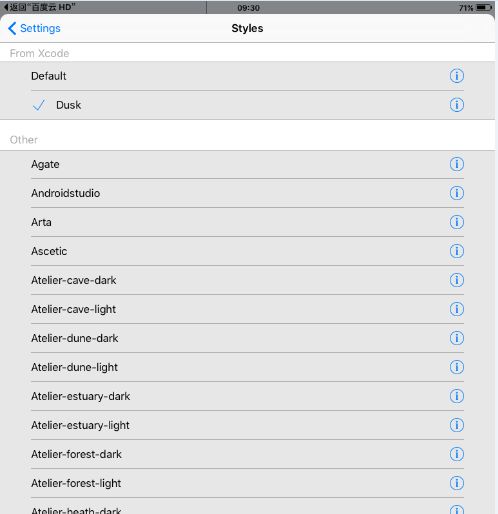 返回"百度云 HD" 09:30 71%
Settings Styles
From Xcode
Default
Dusk
Other
Agate
Androidstudio
Arta
Ascetic
Atelier-cave-dark
Atelier-cave-light
Atelier-dune-dark
Atelier-dune-light
Atelier-estuary-dark
Atelier-estuary-light
Atelier-forest-dark
Atelier-forest-light
Atelier-heath-dark